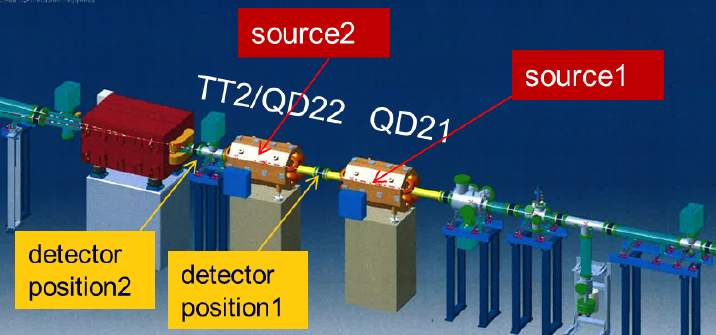 source2
source1
TT2/QD22
QD21
detector
position2
detector
position1